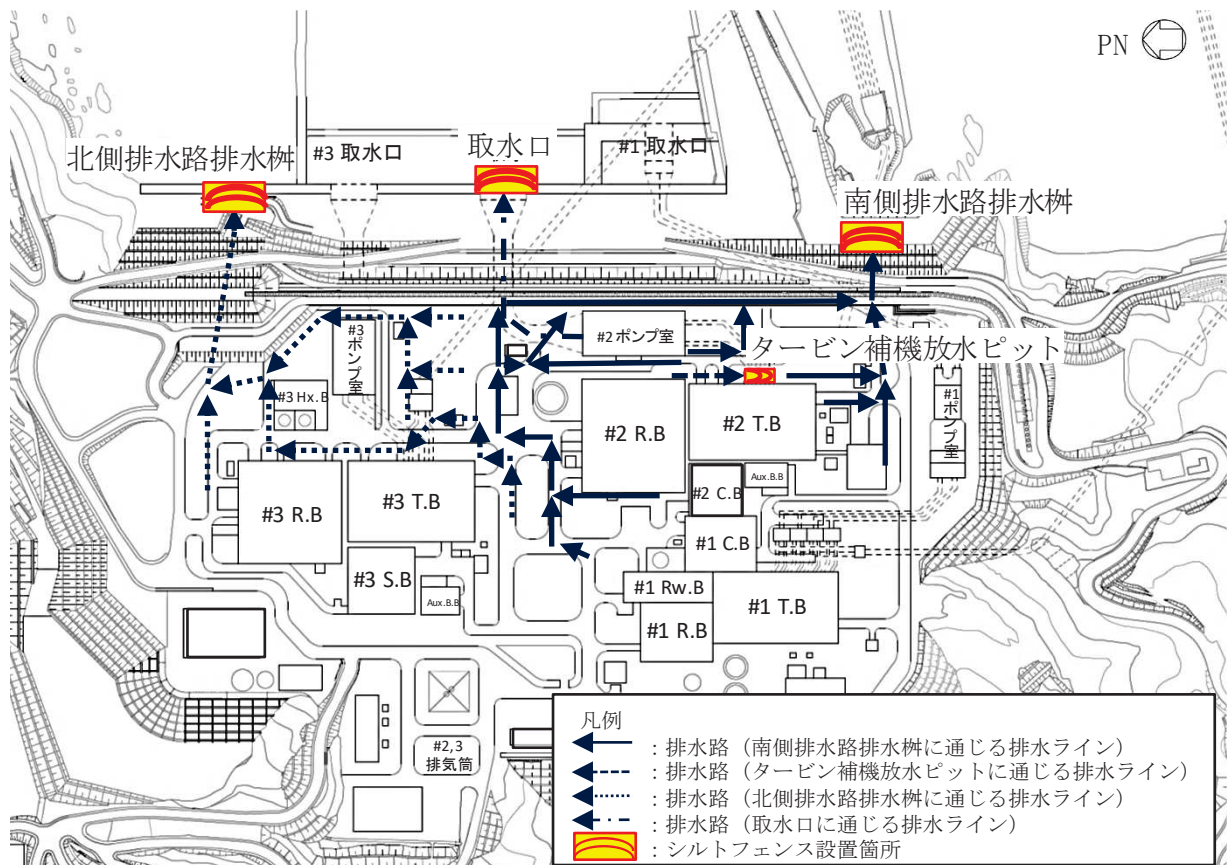 PN
北側排水路排水桝
#3 取水口
取水口
#1 取水口
南側排水路排水桝
#3
ポンプ室
#2 ポンプ室
タービン補機放水ピット
#3 Hx.B
#1
ポンプ室
#2 R.B
#2 T.B
#3 R.B
#3 T.B
#2 C.B
Aux.B.B
#1 C.B
#3 S.B
Aux.B.B
#1 Rw.B
#1 R.B
#1 T.B
#2,3
排気筒
凡例
：排水路（南側排水路排水桝に通じる排水ライン）
：排水路（タービン補機放水ピットに通じる排水ライン）
：排水路（北側排水路排水桝に通じる排水ライン）
：排水路（取水口に通じる排水ライン）
：シルトフェンス設置箇所